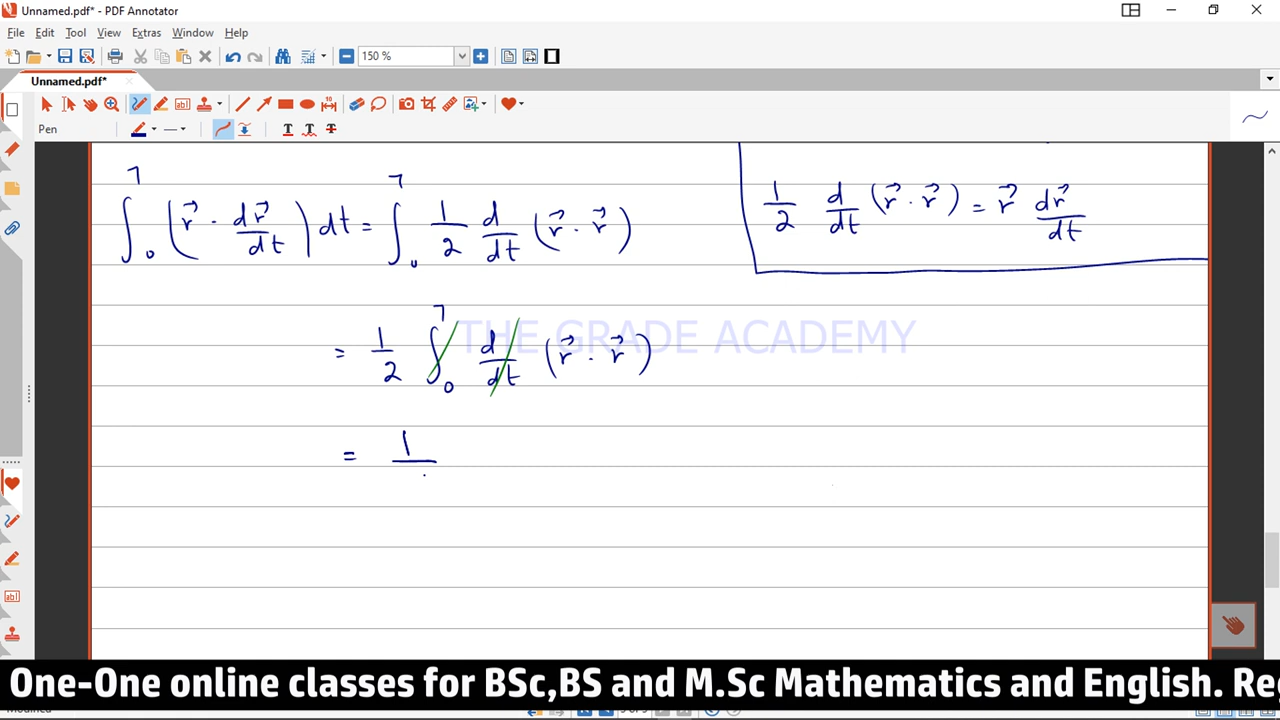 Unnamed.pdf* - PDF Annotator
File Edit Tool View Extras Window Help
150 %
Unnamed.pdf*
Pen
∫₀⁷ (r⃗ · dr⃗/dt) dt = ∫₀⁷ 1/2 d/dt (r⃗ · r⃗)
1/2 d/dt (r⃗ · r⃗) = r⃗ dr⃗/dt
= 1/2 ∫₀⁷ d/dt (r⃗ · r⃗)
THE GRADE ACADEMY
= 1
One-One online classes for BSc,BS and M.Sc Mathematics and English. Re